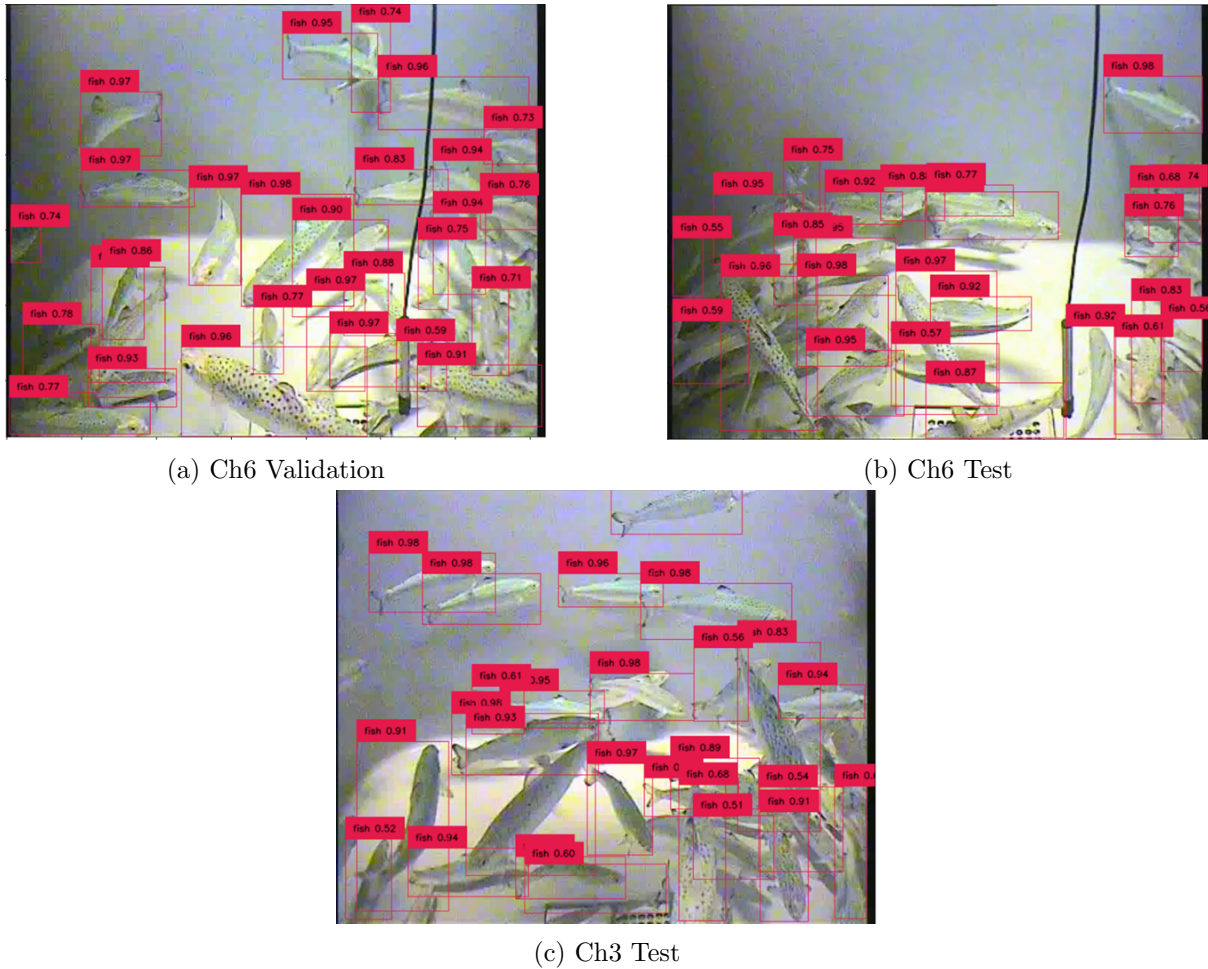 fish 0.74
fish 0.95
fish 0.96
fish 0.97
fish 0.73
fish 0.97
fish 0.97
fish 0.98
fish 0.83
fish 0.94
fish 0.76
fish 0.90
fish 0.94
fish 0.74
fish 0.75
fish 0.86
fish 0.88
fish 0.97
fish 0.71
fish 0.77
fish 0.78
fish 0.96
fish 0.97
fish 0.59
fish 0.93
fish 0.91
fish 0.77
(a) Ch6 Validation
fish 0.98
fish 0.75
fish 0.95
fish 0.92
fish 0.77
fish 0.68
74
fish 0.76
fish 0.55
fish 0.85
95
fish 0.96
fish 0.98
fish 0.97
fish 0.92
fish 0.83
fish 0.59
fish 0.92
fish 0.61
fish 0.95
fish 0.57
fish 0.87
(b) Ch6 Test
fish 0.98
fish 0.98
fish 0.96
fish 0.98
fish 0.56
0.83
fish 0.61
0.95
fish 0.98
fish 0.94
fish 0.98
fish 0.93
fish 0.91
fish 0.97
fish 0.89
fish 0.68
fish 0.54
fish 0.51
fish 0.91
fish 0.52
fish 0.94
fish 0.60
(c) Ch3 Test